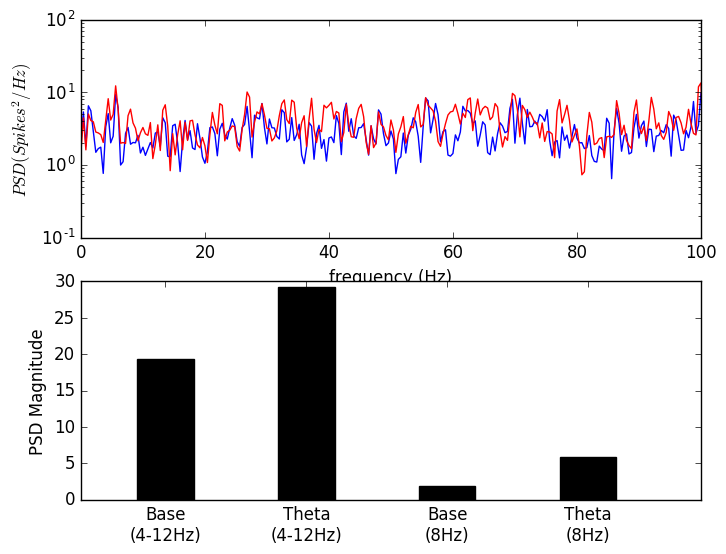 10^2
10^1
10^0
10^-1
PSD(Spikes^2/Hz)
0 20 40 60 80 100
frequency (Hz)
30
25
20
15
10
5
0
PSD Magnitude
Base Theta Base Theta
(4-12Hz) (4-12Hz) (8Hz) (8Hz)